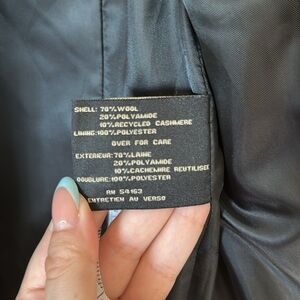 SHELL: 70%WOOL
20%POLYAMIDE
10%RECYCLED CASHMERE
LINING:100%POLYESTER
OVER FOR CARE
EXTERIEUR:70%LAINE
20%POLYAMIDE
10%CACHEMIRE REUTILISE
DOUBLURE:100%POLYESTER
RN 54163
ENTRETIEN AU VERSO